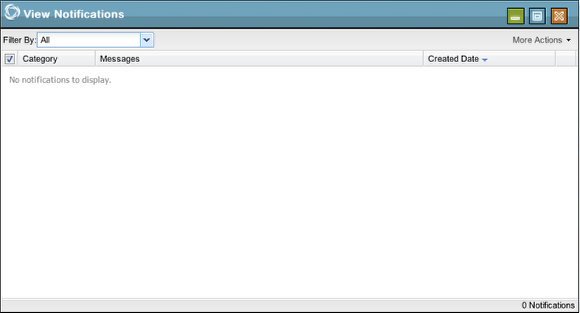 View Notifications
Filter By: All More Actions
Category Messages Created Date
No notifications to display.
0 Notifications